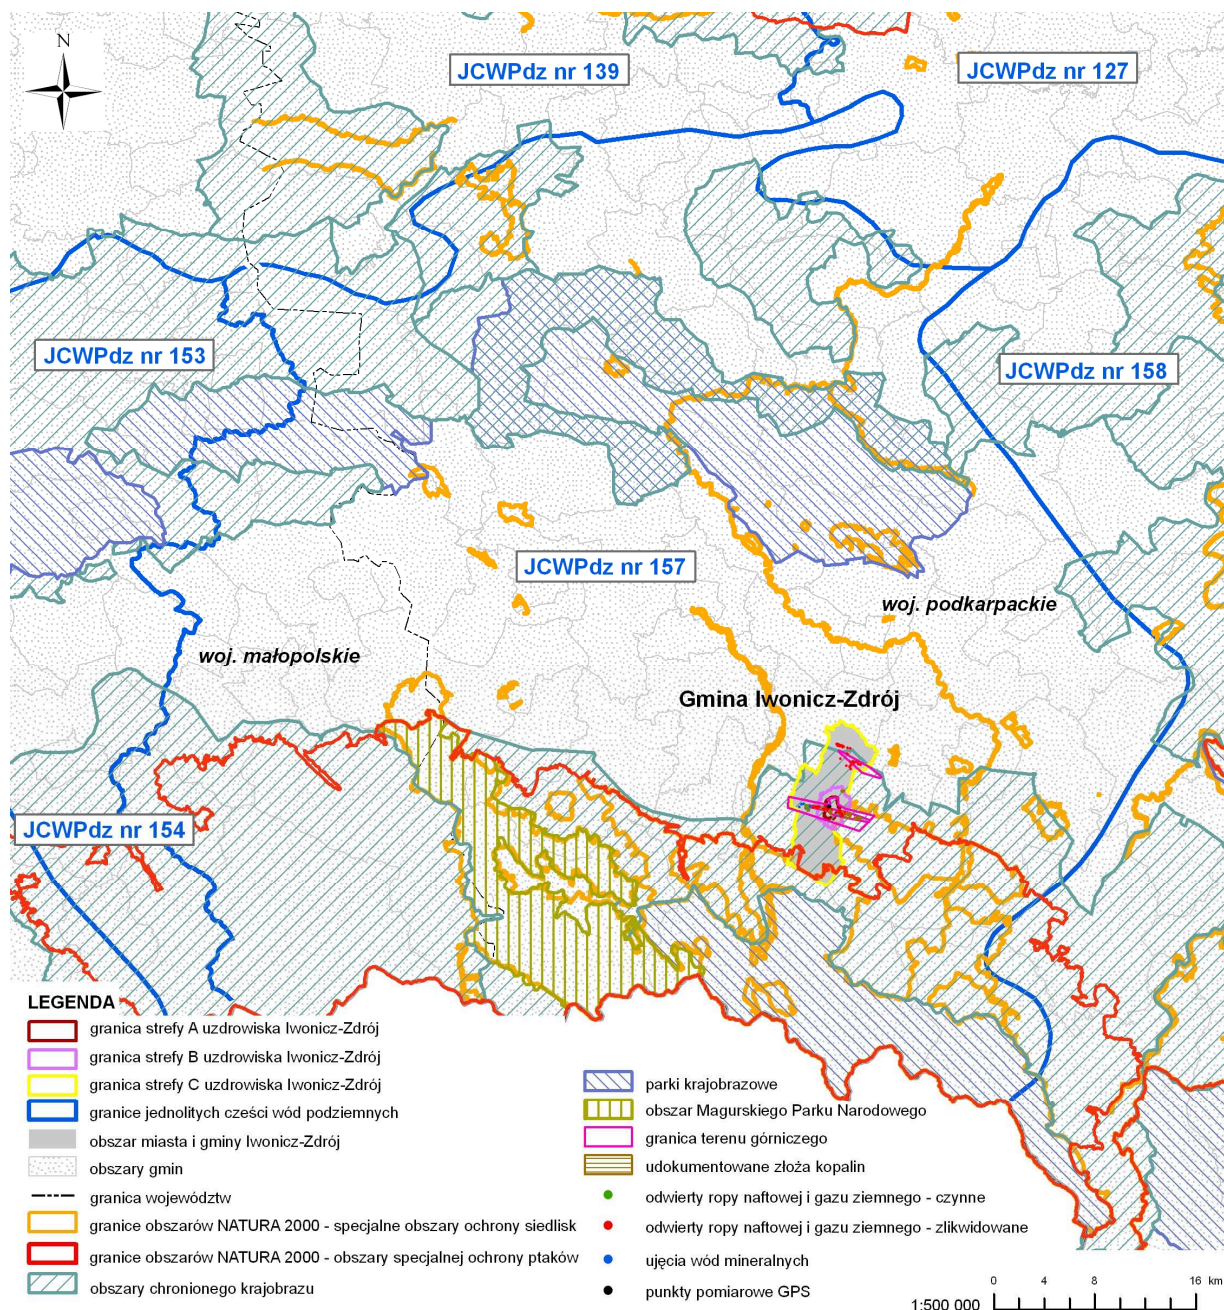 N
JCWPdz nr 139
JCWPdz nr 127
JCWPdz nr 153
JCWPdz nr 158
JCWPdz nr 157
woj. podkarpackie
woj. małopolskie
Gmina Iwonicz-Zdrój
JCWPdz nr 154
LEGENDA
granica strefy A uzdrowiska Iwonicz-Zdrój
granica strefy B uzdrowiska Iwonicz-Zdrój
granica strefy C uzdrowiska Iwonicz-Zdrój
granice jednolitych cześci wód podziemnych
obszar miasta i gminy Iwonicz-Zdrój
obszary gmin
granica województw
granice obszarów NATURA 2000 - specjalne obszary ochrony siedlisk
granice obszarów NATURA 2000 - obszary specjalnej ochrony ptaków
obszary chronionego krajobrazu
parki krajobrazowe
obszar Magurskiego Parku Narodowego
granica terenu górniczego
udokumentowane złoża kopalin
odwierty ropy naftowej i gazu ziemnego - czynne
odwierty ropy naftowej i gazu ziemnego - zlikwidowane
ujęcia wód mineralnych
punkty pomiarowe GPS
0 4 8 16 km
1:500 000